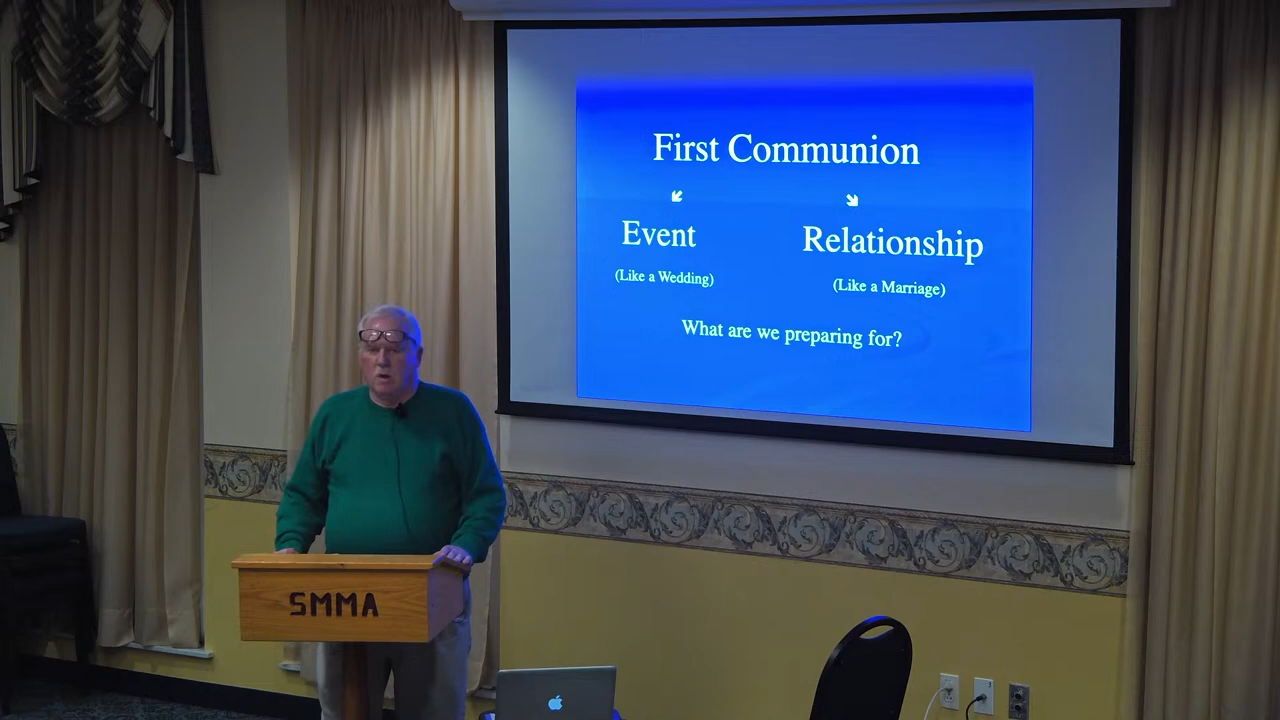 First Communion
Event
Relationship
(Like a Wedding)
(Like a Marriage)
What are we preparing for?
SMMA